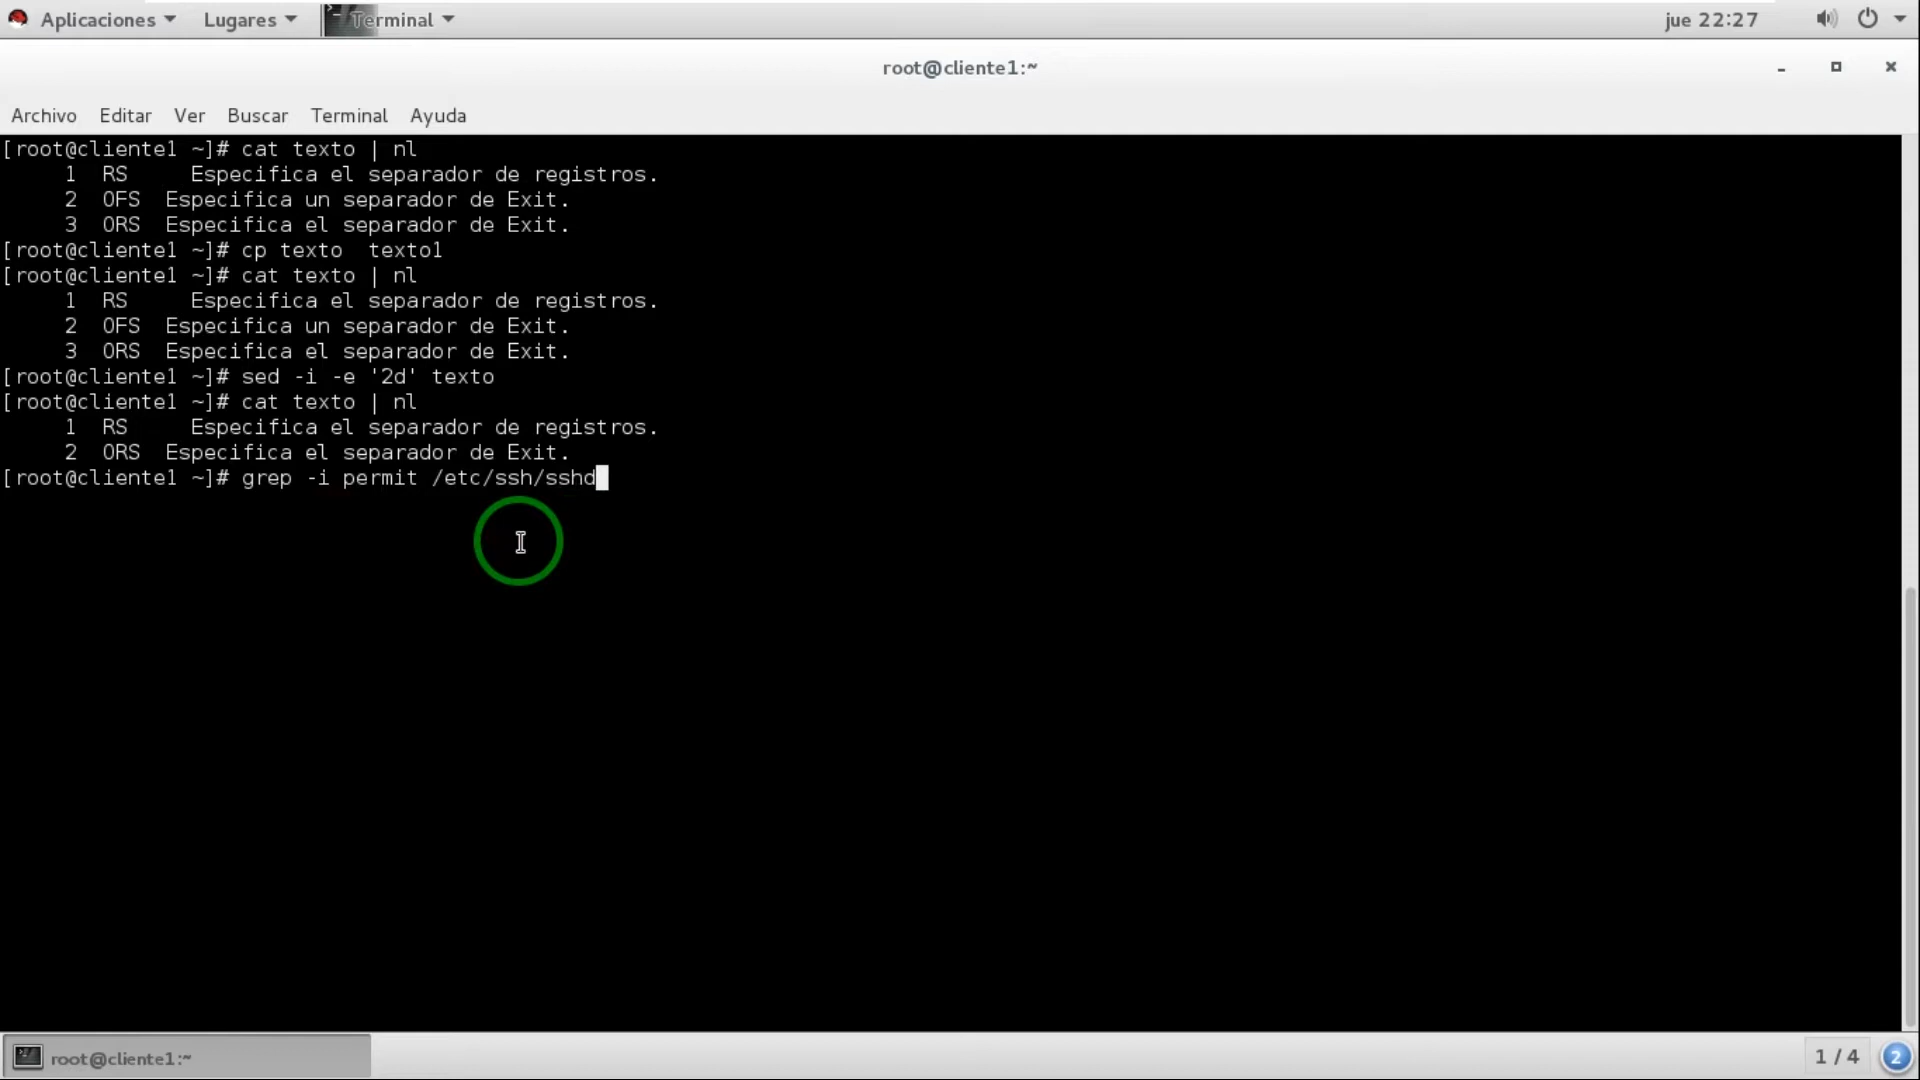 Aplicaciones Lugares Terminal jue 22:27
root@cliente1:~
Archivo Editar Ver Buscar Terminal Ayuda
[root@cliente1 ~]# cat texto | nl
1 RS Especifica el separador de registros.
2 OFS Especifica un separador de Exit.
3 ORS Especifica el separador de Exit.
[root@cliente1 ~]# cp texto texto1
[root@cliente1 ~]# cat texto | nl
1 RS Especifica el separador de registros.
2 OFS Especifica un separador de Exit.
3 ORS Especifica el separador de Exit.
[root@cliente1 ~]# sed -i -e '2d' texto
[root@cliente1 ~]# cat texto | nl
1 RS Especifica el separador de registros.
2 ORS Especifica el separador de Exit.
[root@cliente1 ~]# grep -i permit /etc/ssh/sshd
root@cliente1:~ 1 / 4 2